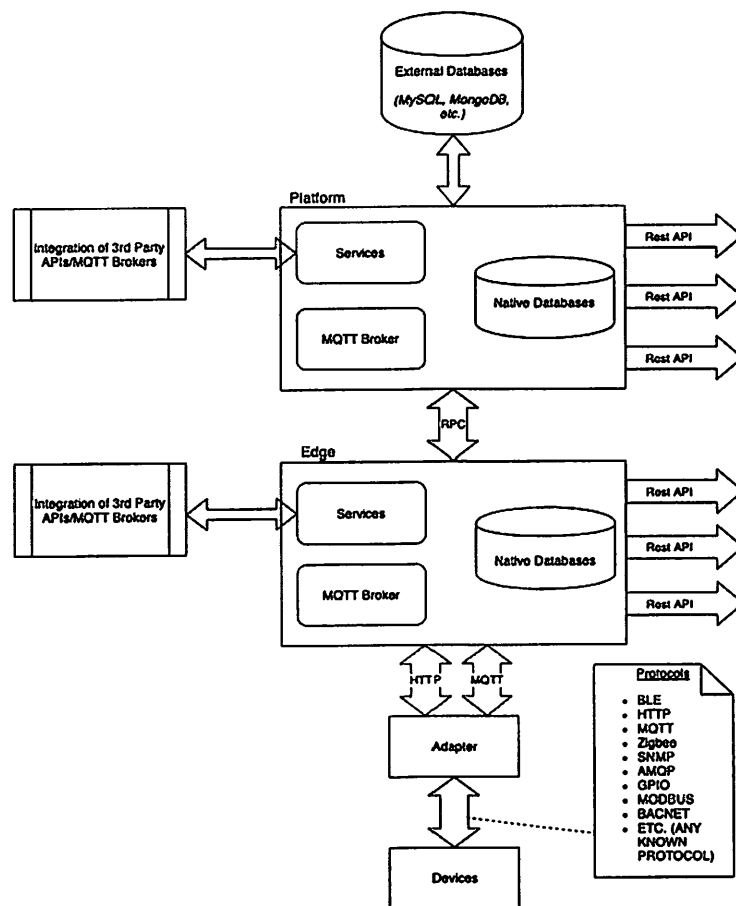 External Databases
(MySQL, MongoDB,
etc.)
Platform
Integration of 3rd Party
APIs/MQTT Brokers
Services
MQTT Broker
Native Databases
Rest API
Rest API
Rest API
RPC
Edge
Integration of 3rd Party
APIs/MQTT Brokers
Services
MQTT Broker
Native Databases
Rest API
Rest API
Rest API
HTTP
MQTT
Adapter
Devices
Protocols
• BLE
• HTTP
• MQTT
• Zigbee
• SNMP
• AMQP
• GPIO
• MODBUS
• BACNET
• ETC. (ANY
KNOWN
PROTOCOL)